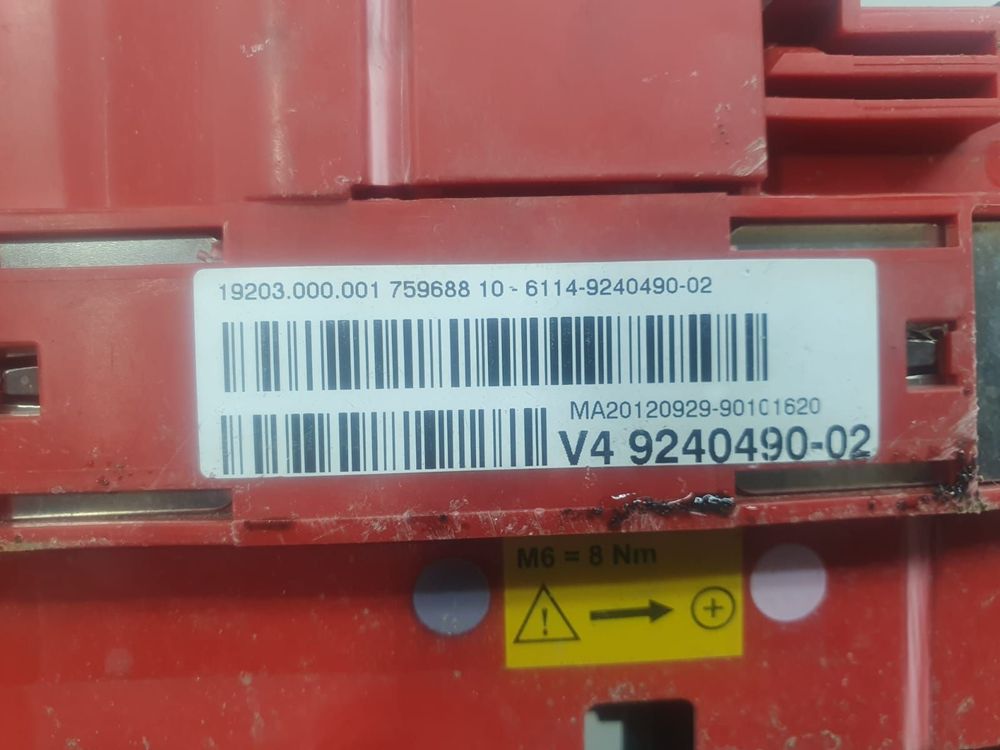 19203.000.001 759688 10 - 6114-9240490-02
MA20120929-90101620
V4 9240490-02
M6 = 8 Nm